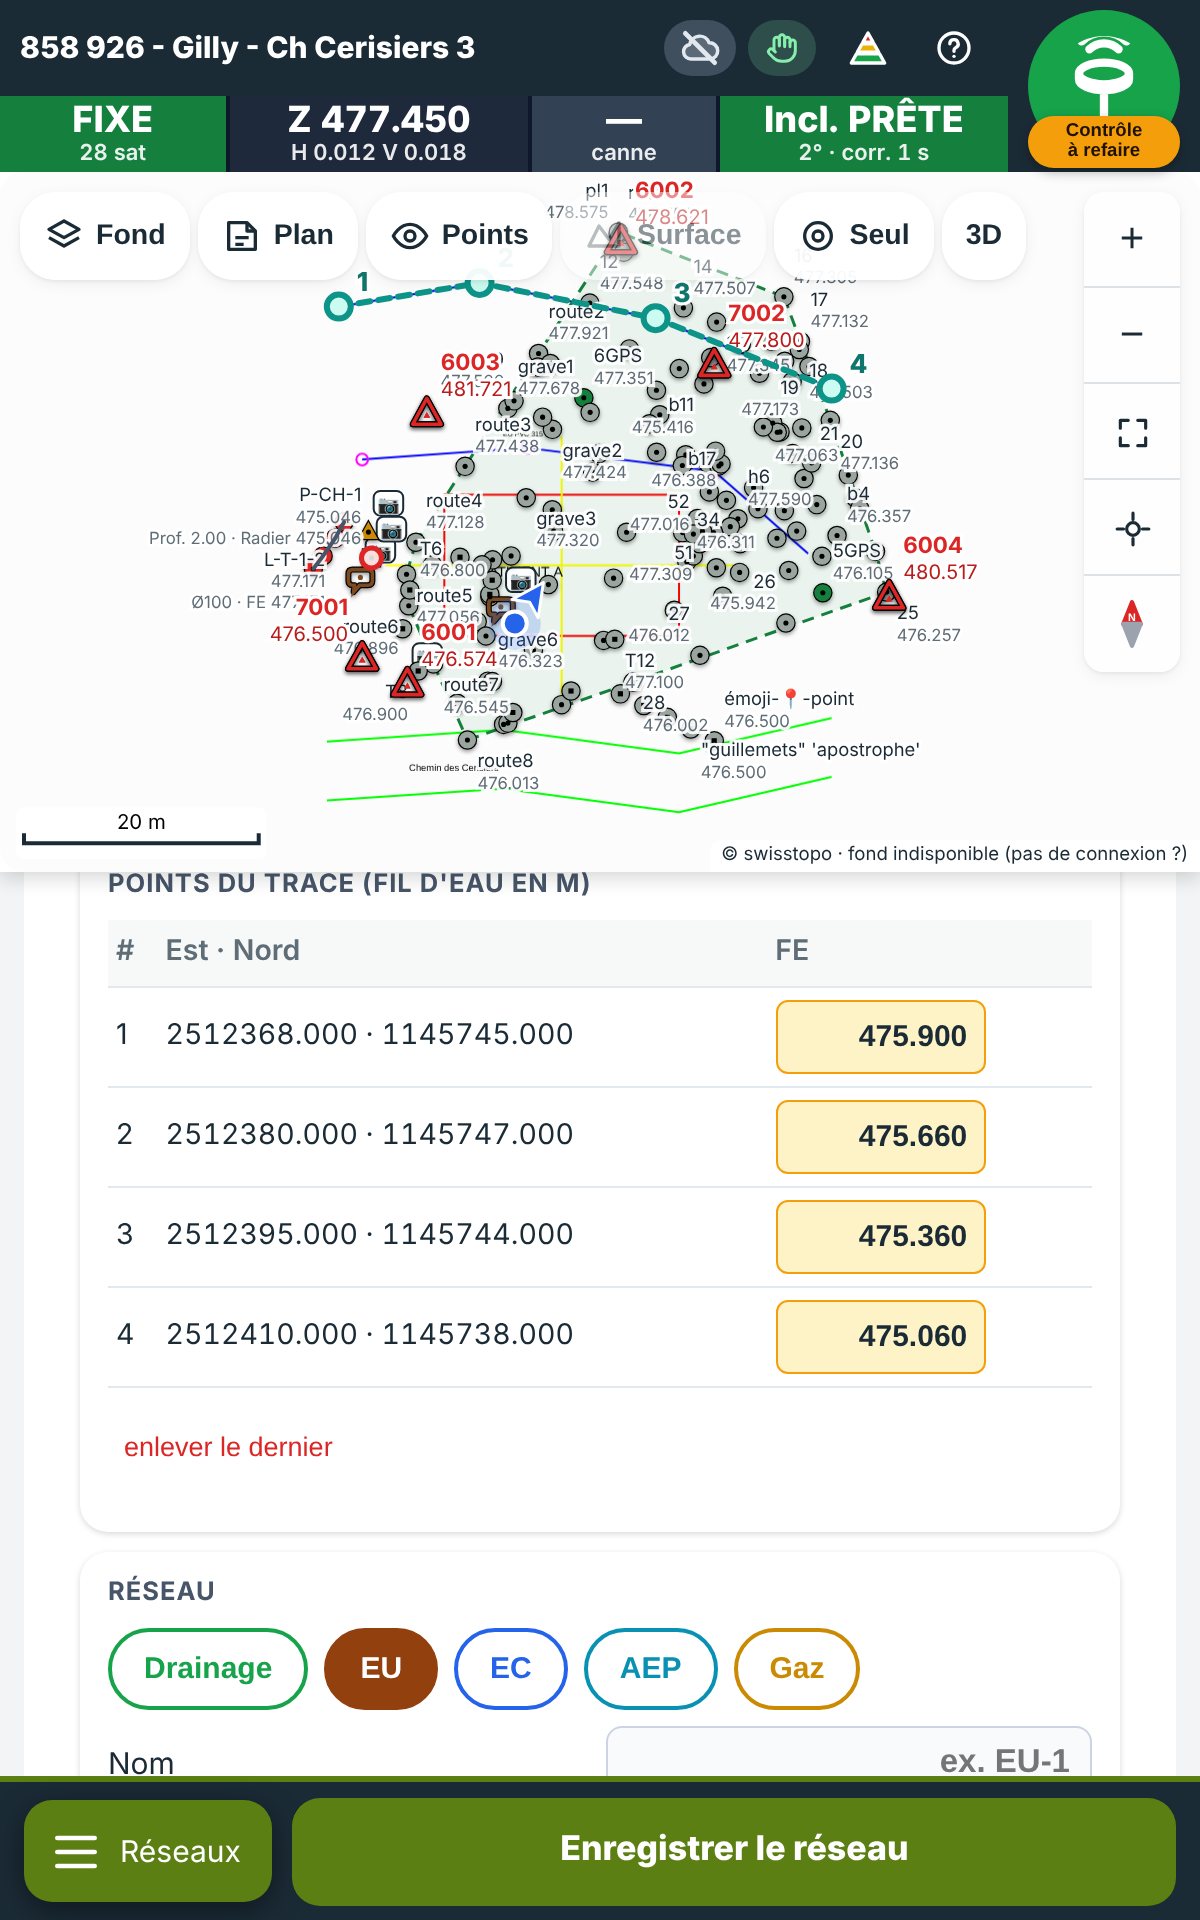 858 926 - Gilly - Ch Cerisiers 3
Contrôle
à refaire
FIXE
28 sat
Z 477.450
H 0.012 V 0.018
—
canne
Incl. PRÊTE
2° · corr. 1 s
Fond
Plan
Points
Surface
Seul
3D
pl1
478.575
6002
478.621
12
477.548
14
477.507
16
1
2
3
4
17
477.132
route2
477.921
7002
477.800
6003
481.721
grave1
477.678
6GPS
477.351
18
19
477.173
b11
475.416
route3
477.438
grave2
477.424
b17
476.388
21
477.063
20
477.136
h6
477.590
b4
476.357
P-CH-1
475.046
Prof. 2.00 · Radier 475.046
route4
477.128
grave3
477.320
52
477.016
34
476.311
L-T-1
477.171
T6
476.800
51
477.309
5GPS
476.105
6004
480.517
26
475.942
7001
476.500
route5
477.056
route6
6001
476.574
grave6
476.323
27
476.012
25
476.257
T12
477.100
476.900
route7
476.545
28
476.002
émoji-📍-point
476.500
"guillemets" 'apostrophe'
476.500
route8
476.013
N
20 m
© swisstopo · fond indisponible (pas de connexion ?)
POINTS DU TRACE (FIL D'EAU EN M)
# Est · Nord FE
1 2512368.000 · 1145745.000 475.900
2 2512380.000 · 1145747.000 475.660
3 2512395.000 · 1145744.000 475.360
4 2512410.000 · 1145738.000 475.060
enlever le dernier
RÉSEAU
Drainage
EU
EC
AEP
Gaz
Nom
ex. EU-1
Réseaux
Enregistrer le réseau